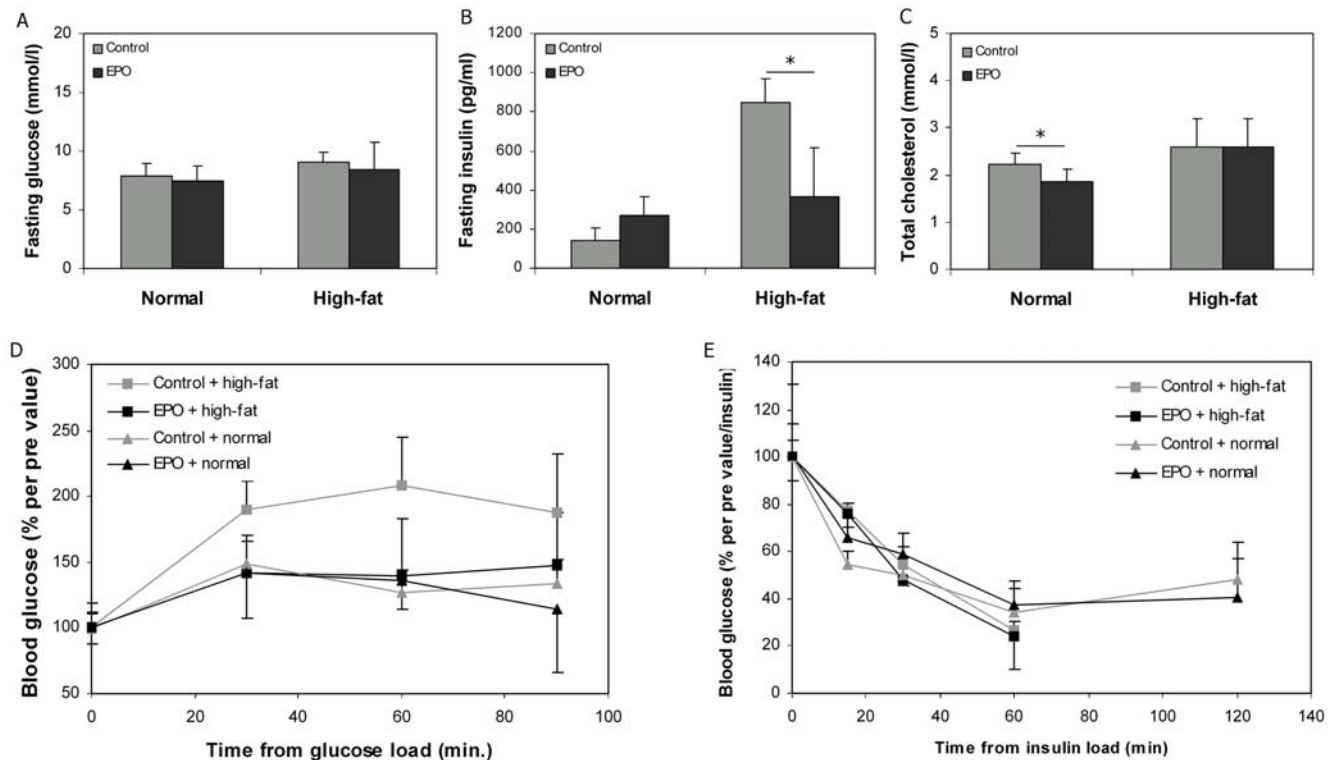 A
Fasting glucose (mmol/l)
20
15
10
5
0
Control
EPO
Normal
High-fat
B
Fasting insulin (pg/ml)
1200
1000
800
600
400
200
0
Control
EPO
*
Normal
High-fat
C
Total cholesterol (mmol/l)
5
4
3
2
1
0
Control
EPO
*
Normal
High-fat
D
Blood glucose (% per pre value)
300
250
200
150
100
50
Control + high-fat
EPO + high-fat
Control + normal
EPO + normal
0
20
40
60
80
100
Time from glucose load (min.)
E
Blood glucose (% per pre value/insulin)
140
120
100
80
60
40
20
0
Control + high-fat
EPO + high-fat
Control + normal
EPO + normal
0
20
40
60
80
100
120
140
Time from insulin load (min)